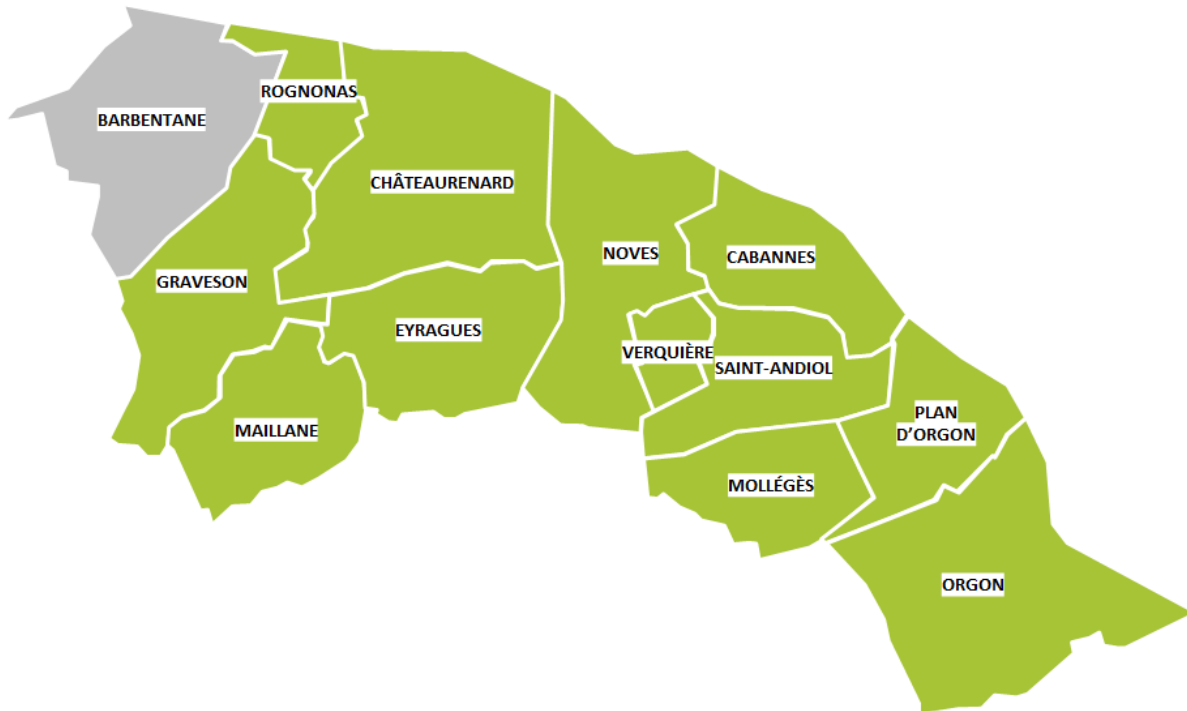 ROGNONAS
BARBENTANE
CHÂTEAURENARD
NOVES
CABANNES
GRAVESON
EYRAGUES
VERQUIÈRE
SAINT-ANDIOL
PLAN
D'ORGON
MAILLANE
MOLLÉGÈS
ORGON